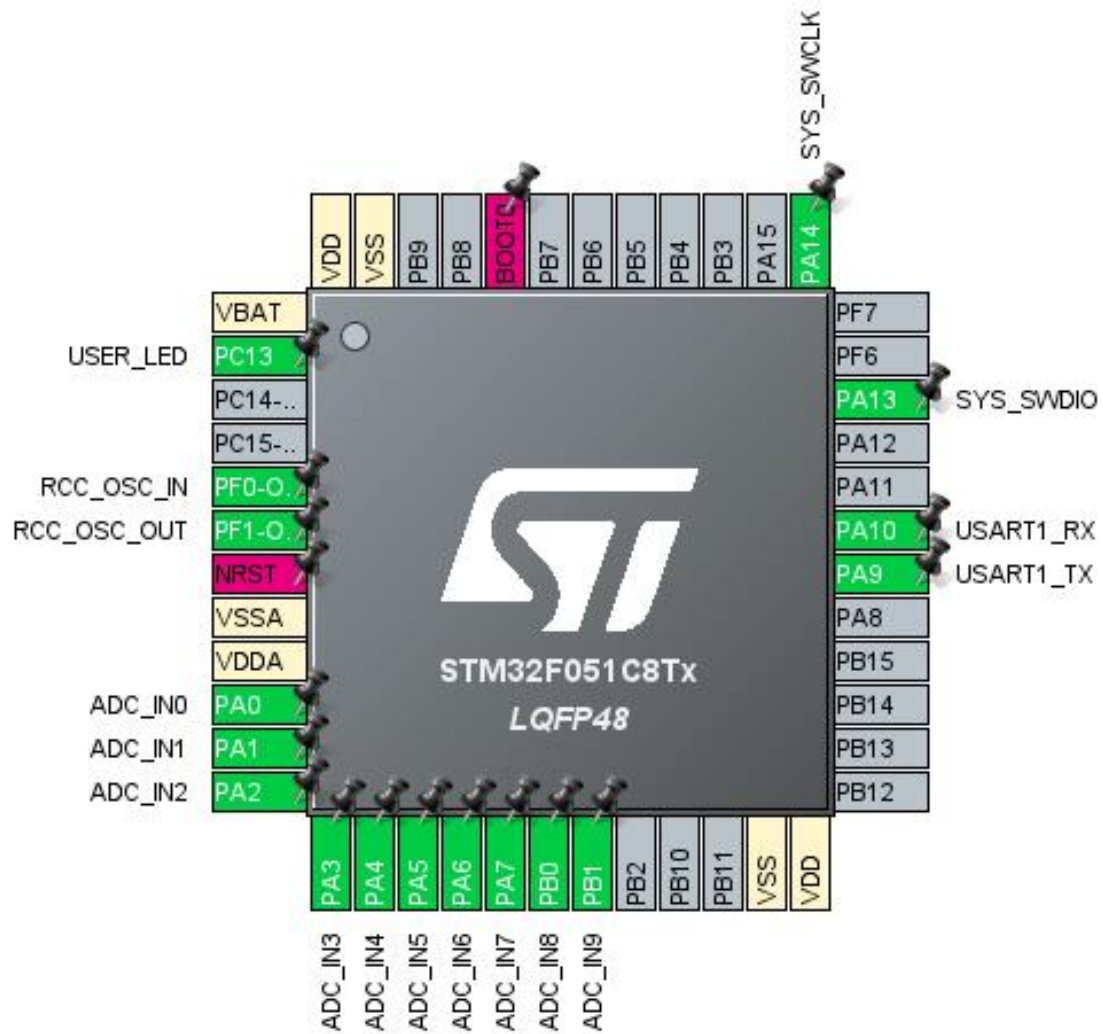 SYS_SWCLK
VDD
VSS
PB9
PB8
BOOT0
PB7
PB6
PB5
PB4
PB3
PA15
PA14
VBAT
PF7
USER_LED PC13
PF6
PC14-..
PA13 SYS_SWDIO
PC15-..
PA12
RCC_OSC_IN PF0-O..
PA11
RCC_OSC_OUT PF1-O..
PA10 USART1_RX
NRST
PA9 USART1_TX
VSSA
PA8
VDDA
PB15
ADC_IN0 PA0
PB14
ADC_IN1 PA1
PB13
ADC_IN2 PA2
PB12
ST
STM32F051C8Tx
LQFP48
PA3
PA4
PA5
PA6
PA7
PB0
PB1
PB2
PB10
PB11
VSS
VDD
ADC_IN3
ADC_IN4
ADC_IN5
ADC_IN6
ADC_IN7
ADC_IN8
ADC_IN9